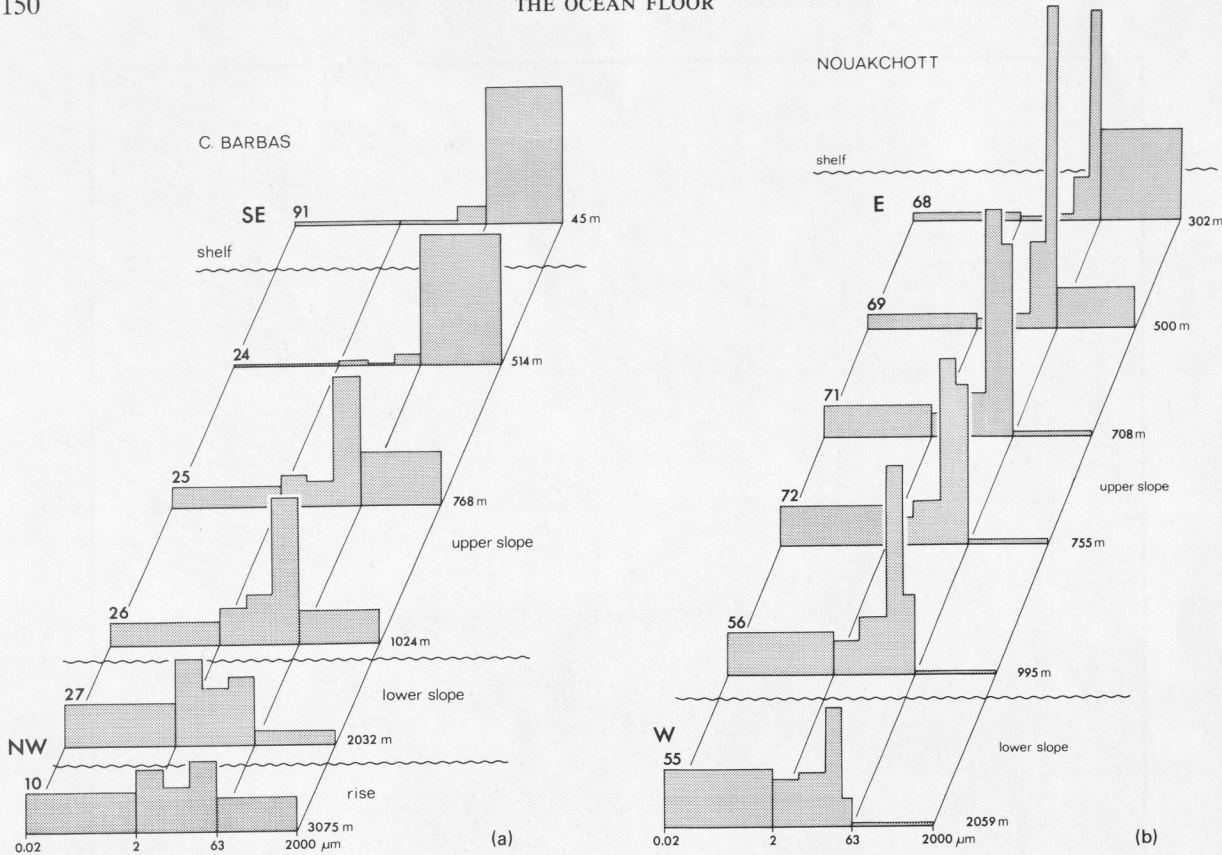 150
THE OCEAN FLOOR
C. BARBAS
SE
91
45 m
shelf
24
514 m
25
768 m
upper slope
26
1024 m
27
lower slope
2032 m
NW
10
rise
3075 m
0.02 2 63 2000 μm
(a)
NOUAKCHOTT
shelf
E
68
302 m
69
500 m
71
708 m
upper slope
72
755 m
56
995 m
W
lower slope
55
2059 m
0.02 2 63 2000 μm
(b)